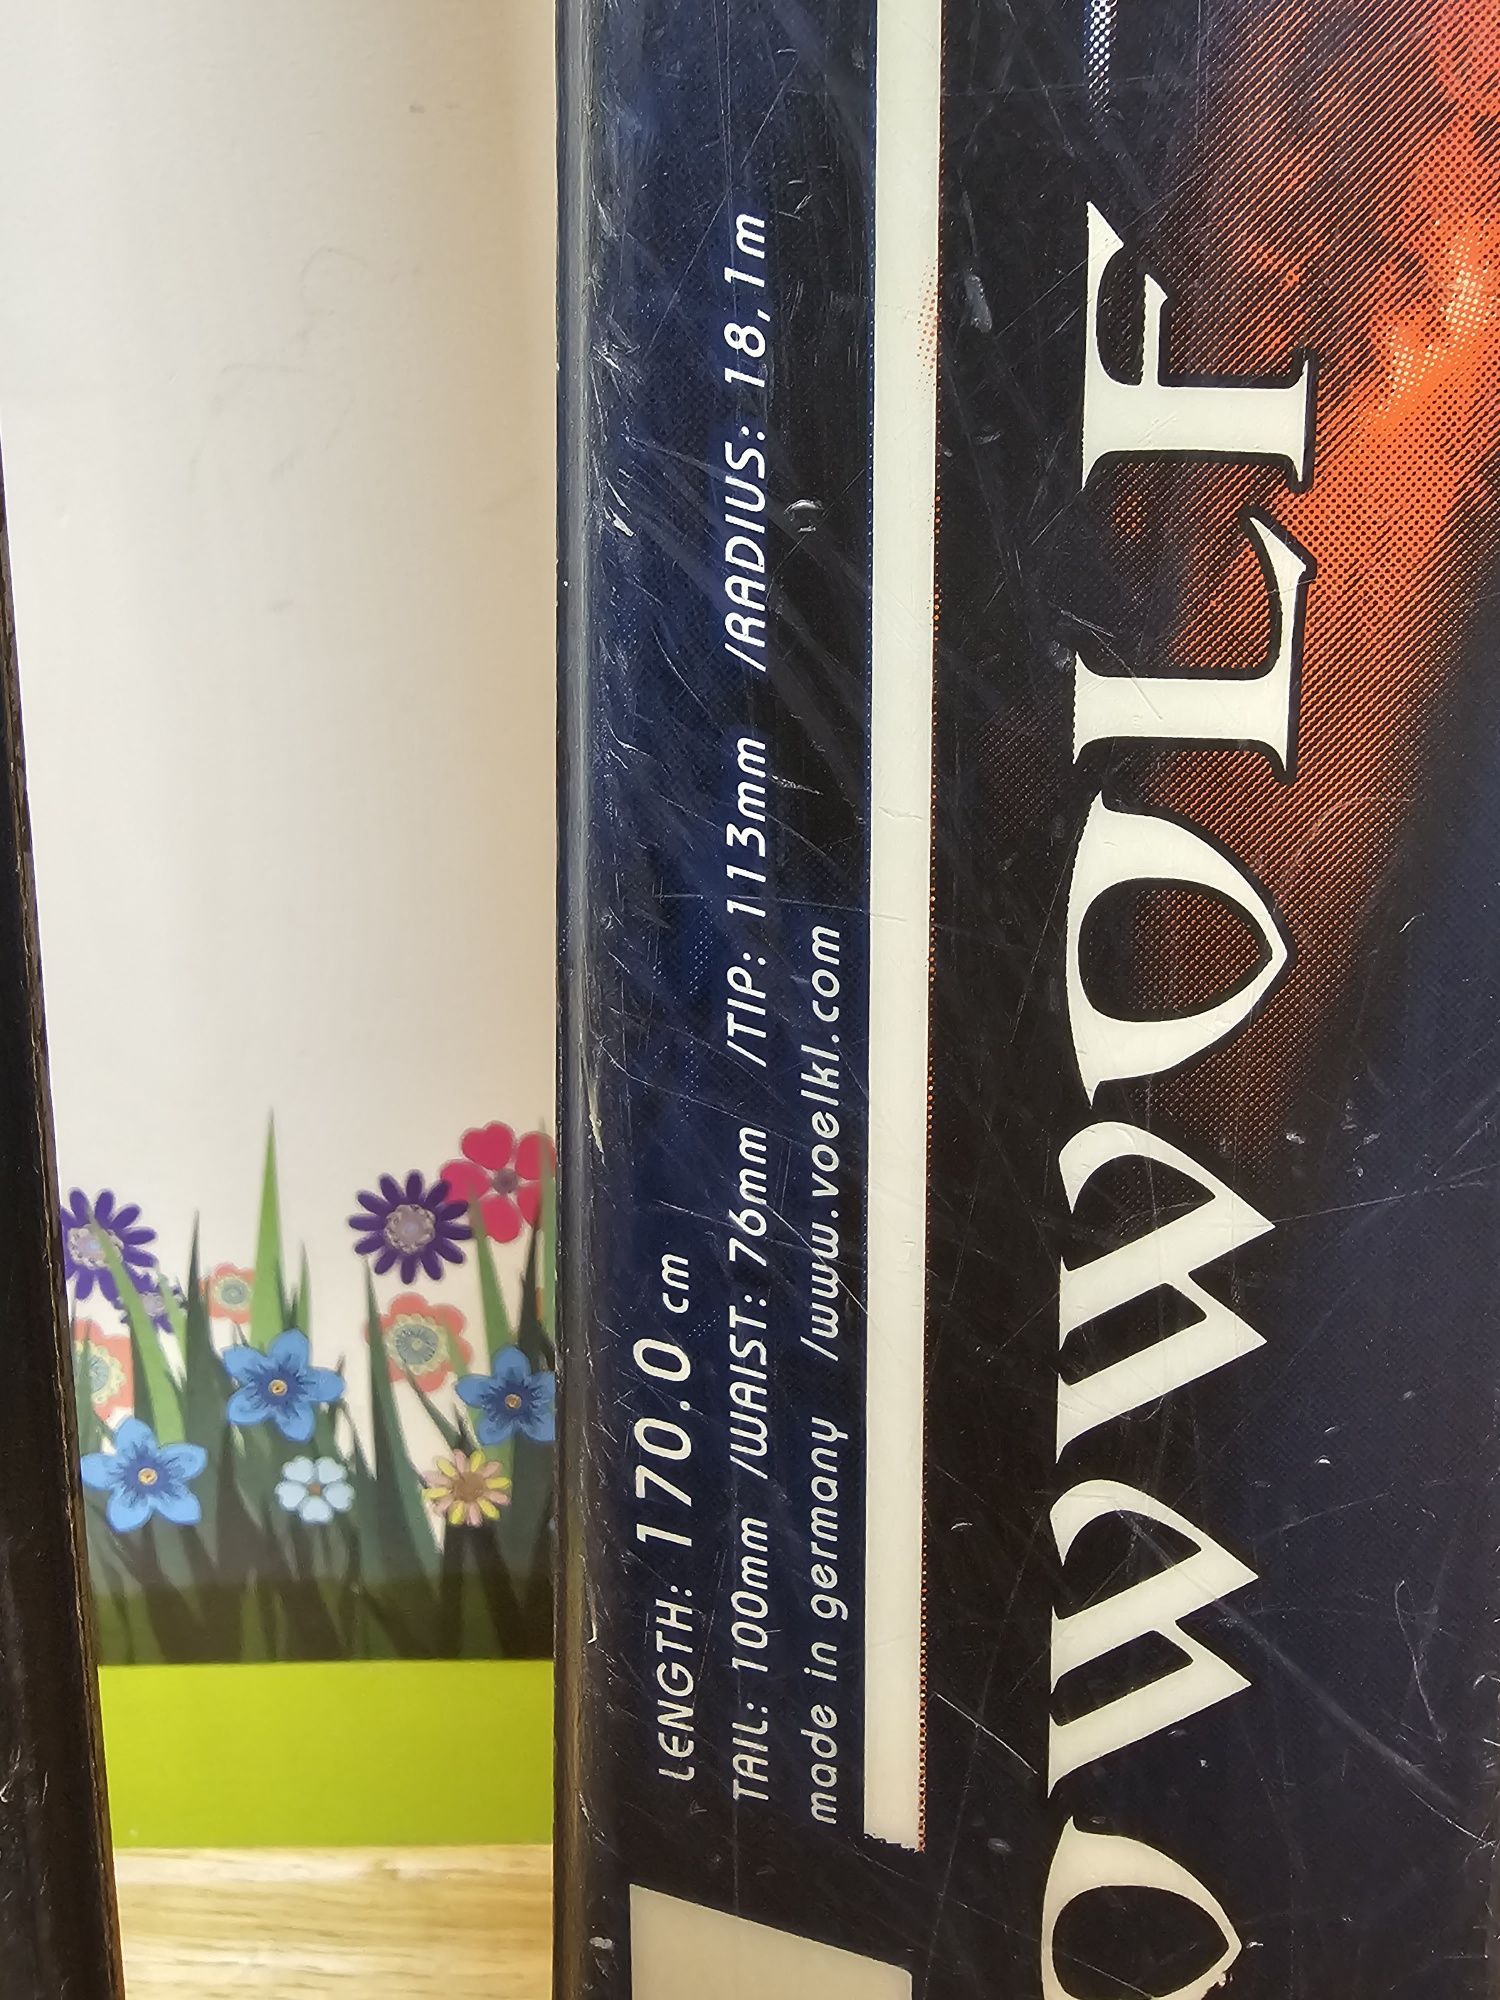 LENGTH: 170.0 cm
TAIL: 100mm /WAIST: 76mm /TIP: 113mm /RADIUS: 18,1m
made in germany /www.voelkl.com
OWWOLF